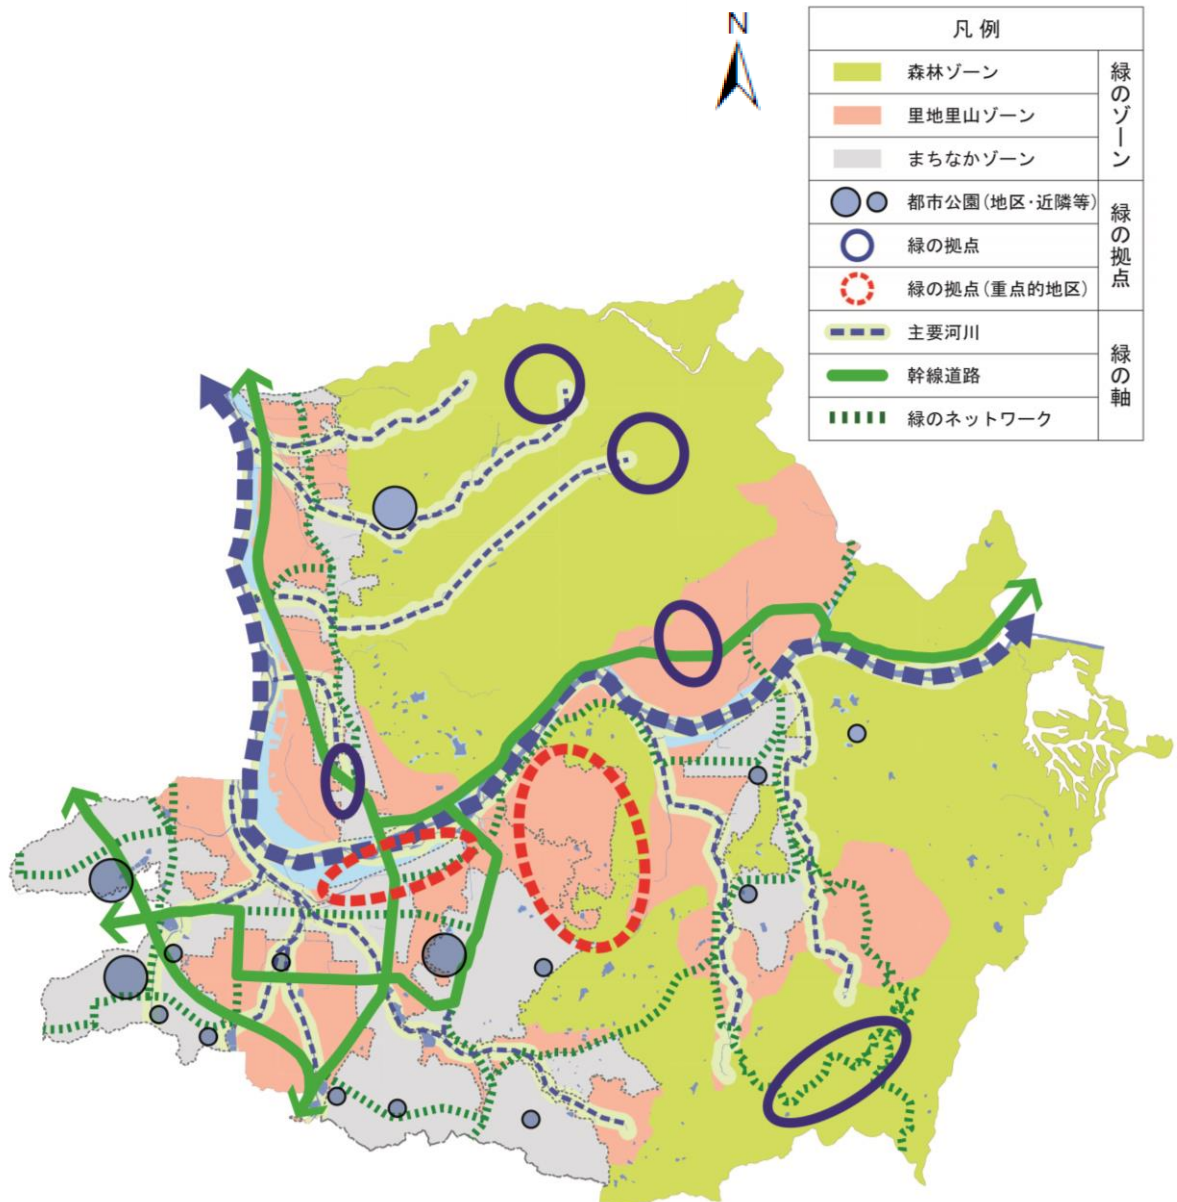 N
凡例
森林ゾーン
里地里山ゾーン
まちなかゾーン
緑のゾーン
都市公園(地区・近隣等)
緑の拠点
緑の拠点(重点的地区)
緑の拠点
主要河川
幹線道路
緑のネットワーク
緑の軸